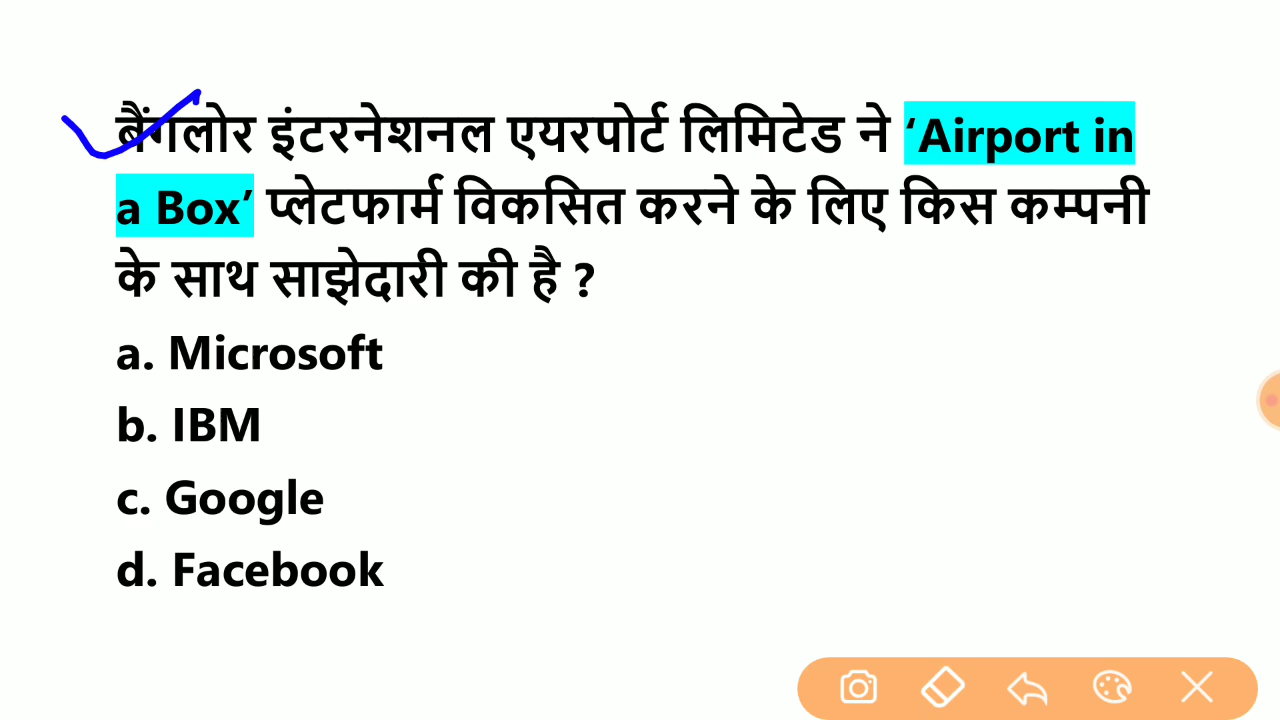 बैंगलोर इंटरनेशनल एयरपोर्ट लिमिटेड ने ‘Airport in
a Box’ प्लेटफार्म विकसित करने के लिए किस कम्पनी
के साथ साझेदारी की है ?
a. Microsoft
b. IBM
c. Google
d. Facebook